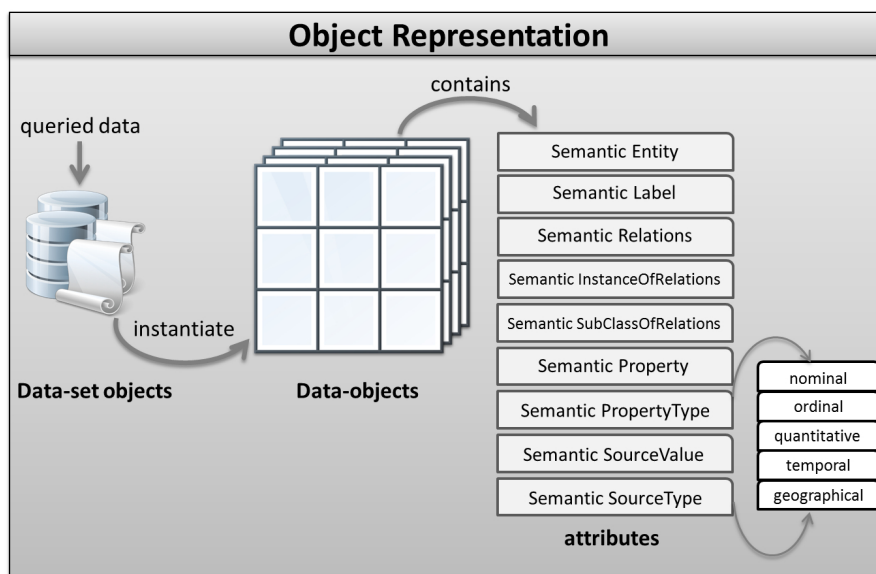 Object Representation
contains
queried data
instantiate
Data-set objects
Data-objects
Semantic Entity
Semantic Label
Semantic Relations
Semantic InstanceOfRelations
Semantic SubClassOfRelations
Semantic Property
Semantic PropertyType
Semantic SourceValue
Semantic SourceType
attributes
nominal
ordinal
quantitative
temporal
geographical